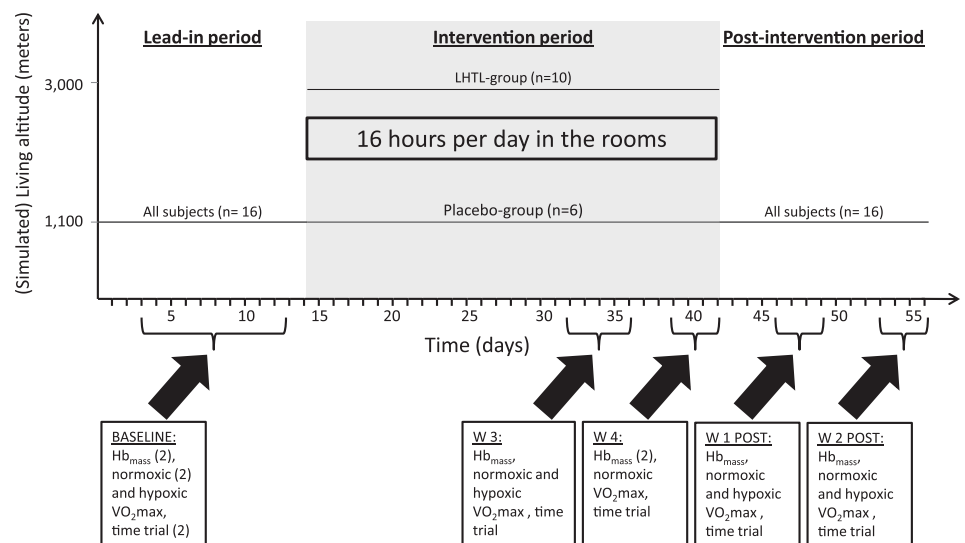 (Simulated) Living altitude (meters)
Lead-in period
Intervention period
Post-intervention period
3,000
LHTL-group (n=10)
16 hours per day in the rooms
1,100
All subjects (n= 16)
Placebo-group (n=6)
All subjects (n= 16)
5 10 15 20 25 30 35 40 45 50 55
Time (days)
BASELINE:
Hbmass (2),
normoxic (2)
and hypoxic
VO2max,
time trial (2)
W 3:
Hbmass,
normoxic and
hypoxic
VO2max , time
trial
W 4:
Hbmass (2),
normoxic
VO2max,
time trial
W 1 POST:
Hbmass,
normoxic
and hypoxic
VO2max ,
time trial
W 2 POST:
Hbmass,
normoxic
and hypoxic
VO2max ,
time trial